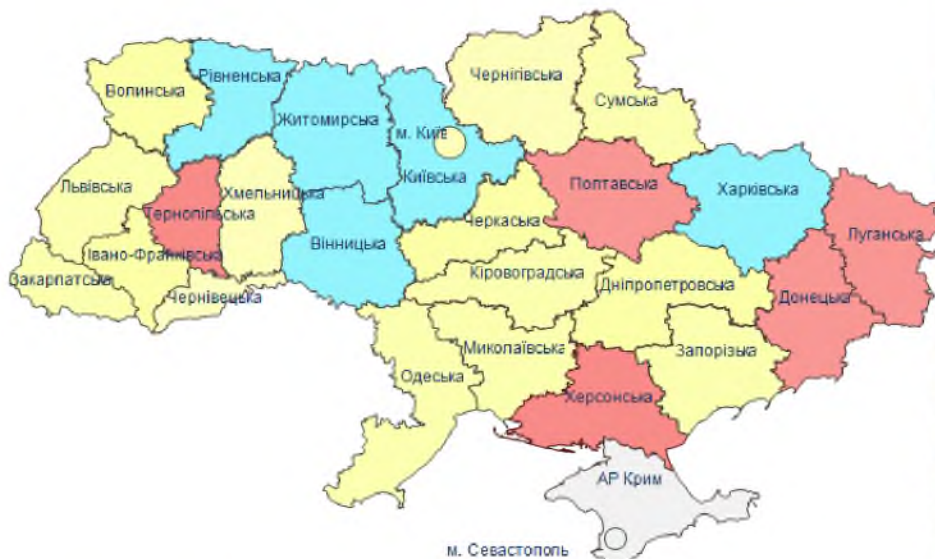 Чернігівська
Рівненська
Волинська
Сумська
Житомирська
м. Київ
Київська
Львівська
Хмельницька
Полтавська
Харківська
Тернопільська
Черкаська
Вінницька
Луганська
Івано-Франківська
Закарпатська
Кіровоградська
Дніпропетровська
Донецька
Чернівецька
Миколаївська
Запорізька
Одеська
Херсонська
АР Крим
м. Севастополь